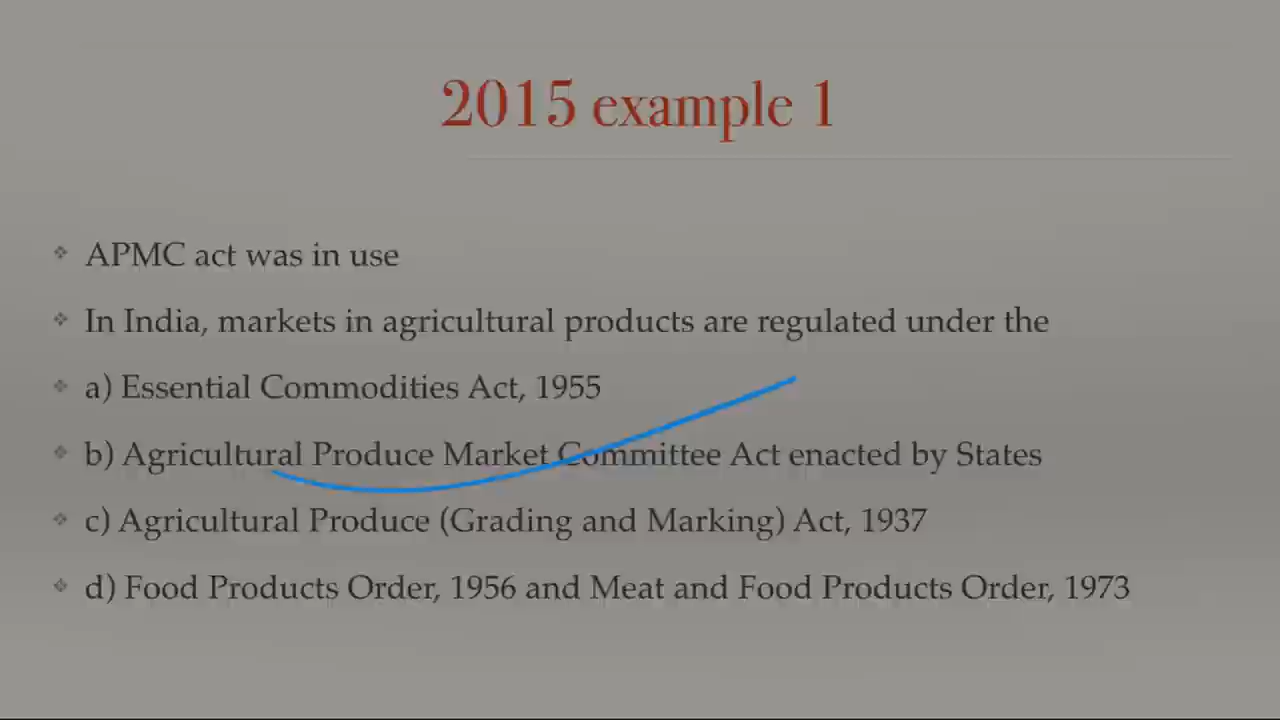 2015 example 1
APMC act was in use
In India, markets in agricultural products are regulated under the
a) Essential Commodities Act, 1955
b) Agricultural Produce Market Committee Act enacted by States
c) Agricultural Produce (Grading and Marking) Act, 1937
d) Food Products Order, 1956 and Meat and Food Products Order, 1973